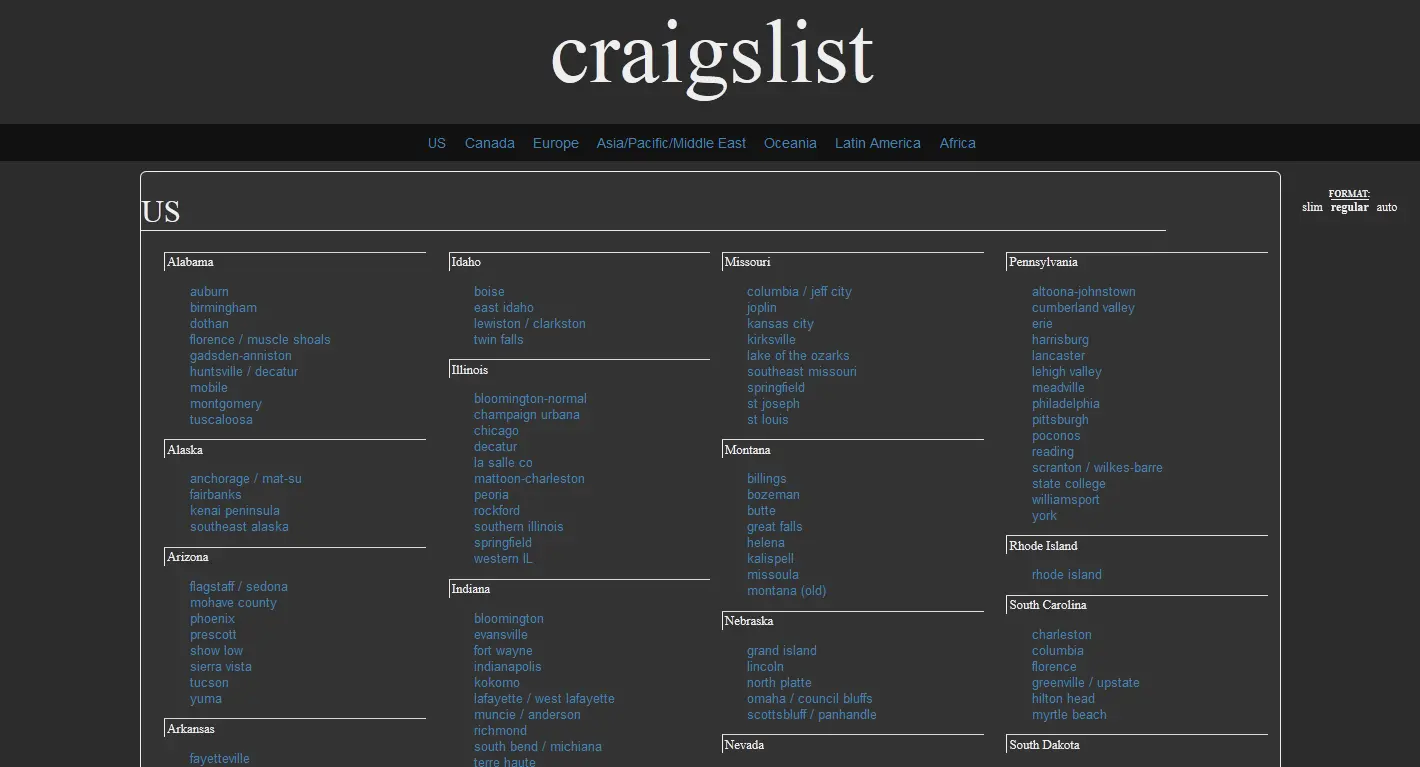 craigslist
US Canada Europe Asia/Pacific/Middle East Oceania Latin America Africa
FORMAT:
slim regular auto
US
Alabama
auburn
birmingham
dothan
florence / muscle shoals
gadsden-anniston
huntsville / decatur
mobile
montgomery
tuscaloosa
Alaska
anchorage / mat-su
fairbanks
kenai peninsula
southeast alaska
Arizona
flagstaff / sedona
mohave county
phoenix
prescott
show low
sierra vista
tucson
yuma
Arkansas
fayetteville
Idaho
boise
east idaho
lewiston / clarkston
twin falls
Illinois
bloomington-normal
champaign urbana
chicago
decatur
la salle co
mattoon-charleston
peoria
rockford
southern illinois
springfield
western IL
Indiana
bloomington
evansville
fort wayne
indianapolis
kokomo
lafayette / west lafayette
muncie / anderson
richmond
south bend / michiana
terre haute
Missouri
columbia / jeff city
joplin
kansas city
kirksville
lake of the ozarks
southeast missouri
springfield
st joseph
st louis
Montana
billings
bozeman
butte
great falls
helena
kalispell
missoula
montana (old)
Nebraska
grand island
lincoln
north platte
omaha / council bluffs
scottsbluff / panhandle
Nevada
Pennsylvania
altoona-johnstown
cumberland valley
erie
harrisburg
lancaster
lehigh valley
meadville
philadelphia
pittsburgh
poconos
reading
scranton / wilkes-barre
state college
williamsport
york
Rhode Island
rhode island
South Carolina
charleston
columbia
florence
greenville / upstate
hilton head
myrtle beach
South Dakota